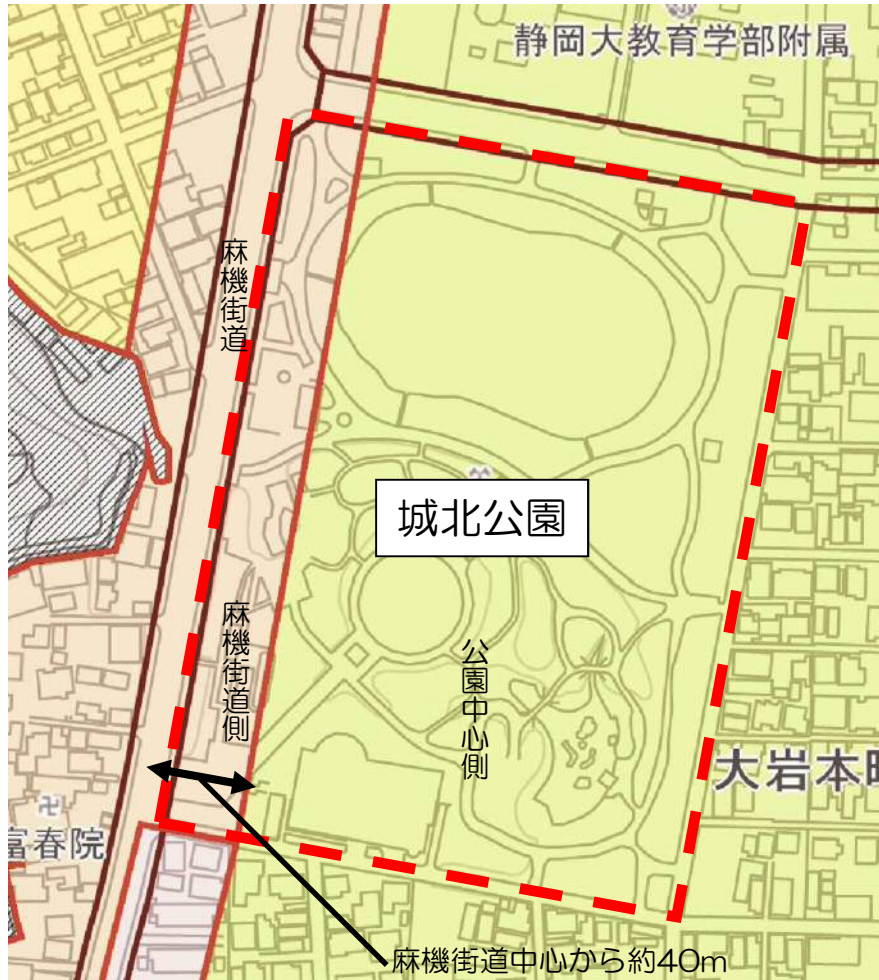 静岡大教育学部附属
麻機街道
城北公園
麻機街道側
公園中心側
大岩本町
富春院
麻機街道中心から約40m